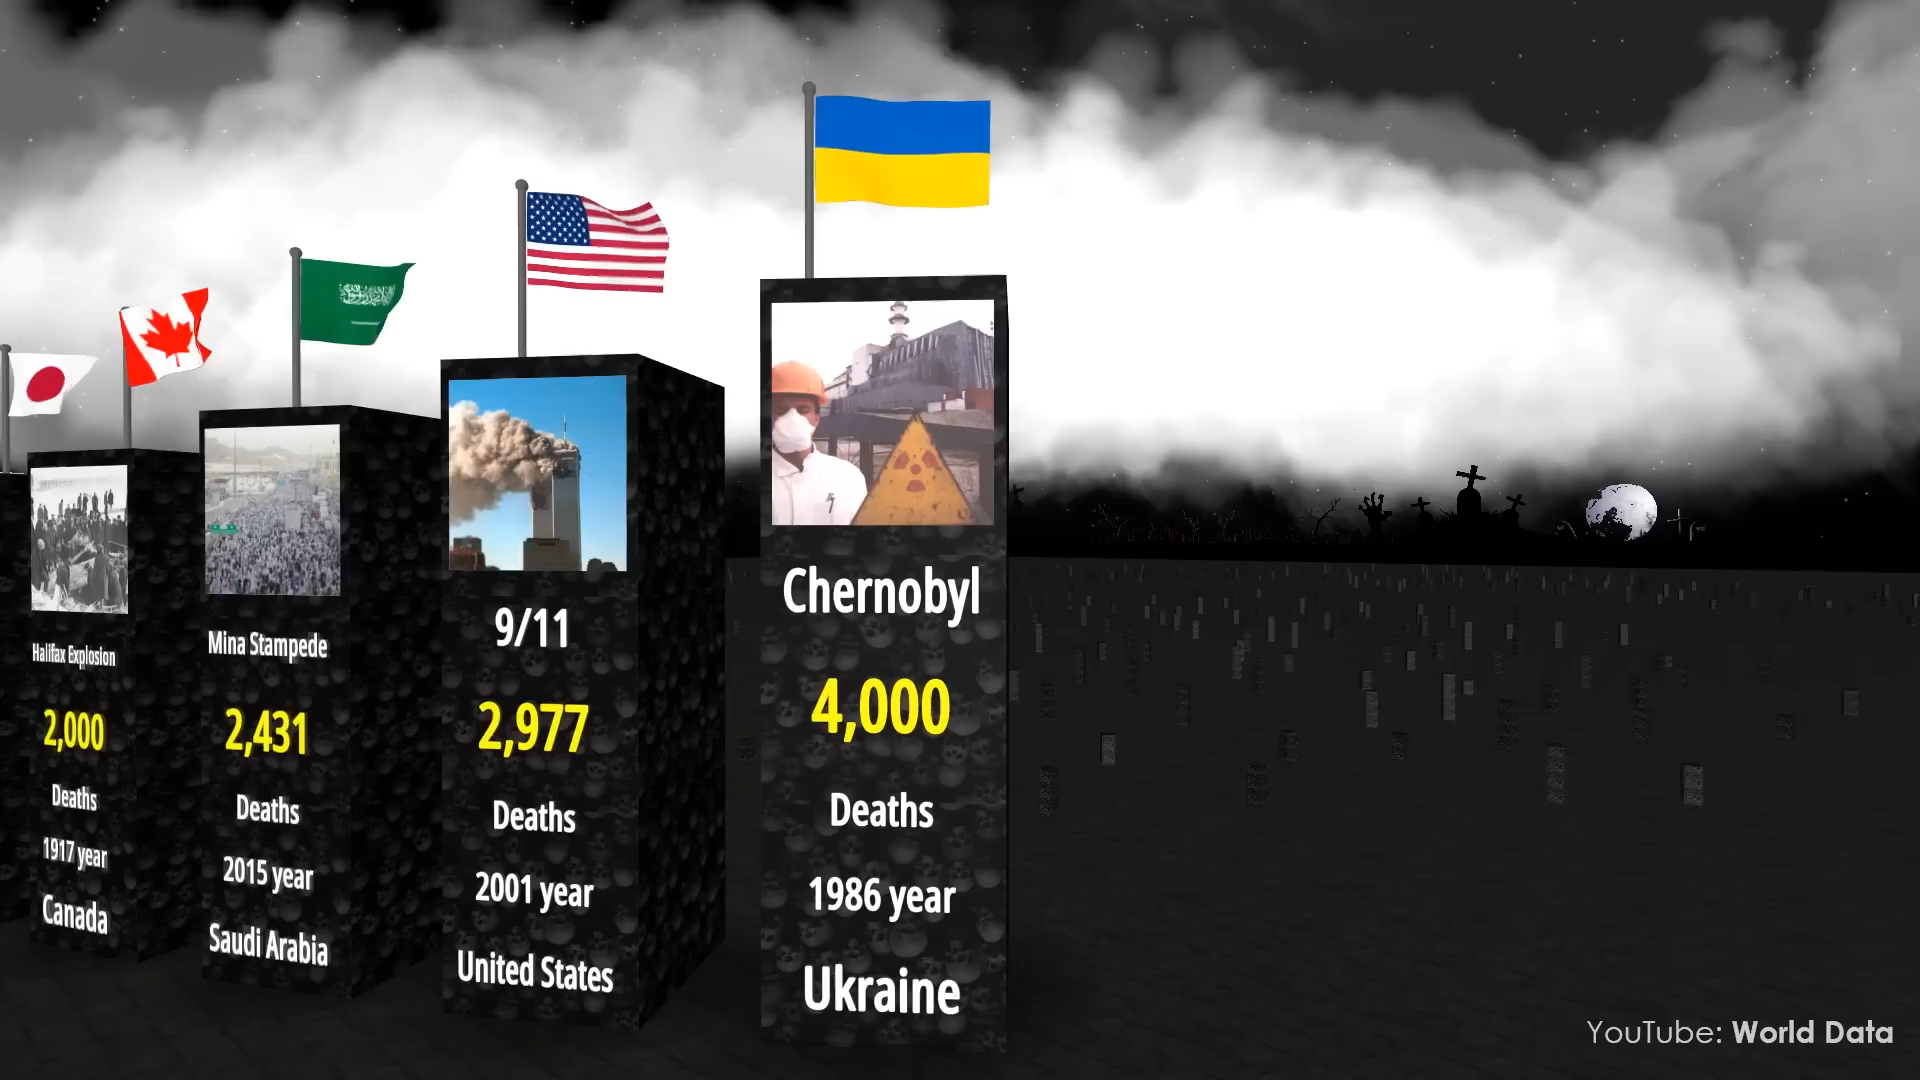 Halifax Explosion
2,000
Deaths
1917 year
Canada
Mina Stampede
2,431
Deaths
2015 year
Saudi Arabia
9/11
2,977
Deaths
2001 year
United States
Chernobyl
4,000
Deaths
1986 year
Ukraine
YouTube: World Data